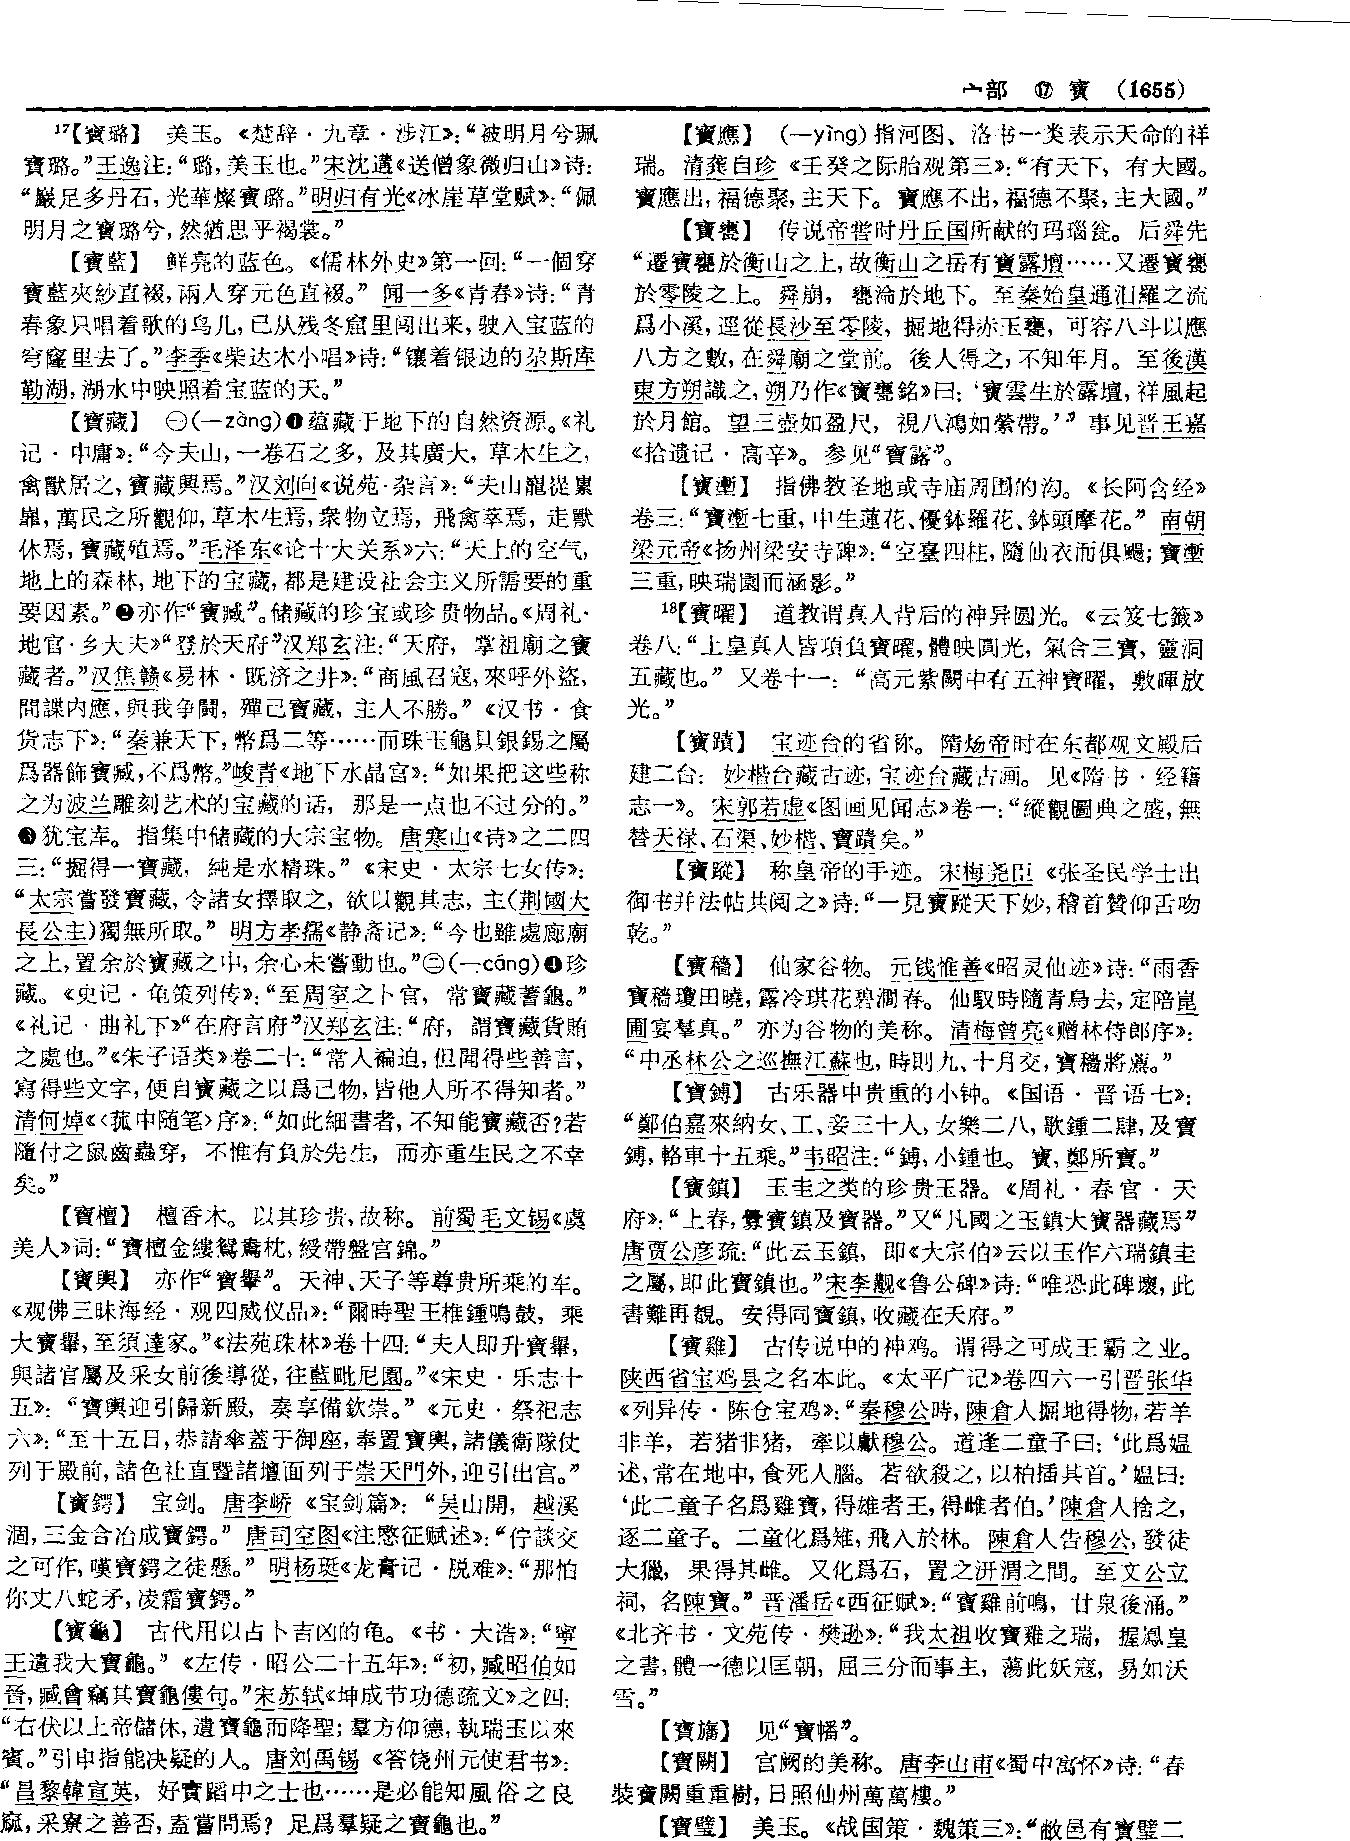 宀部 ⑰ 寶 (1655)
17【寶璐】 美玉。《楚辞·九章·涉江》：“被明月兮珮
寶璐。”王逸注：“璐，美玉也。”宋沈遘《送僧象微归山》诗：
“巖足多丹石，光華燦寶璐。”明归有光《冰崖草堂赋》：“佩
明月之寶璐兮，然猶思乎褐裳。”
【寶藍】 鲜亮的蓝色。《儒林外史》第一回：“一個穿
寶藍夾紗直裰，兩人穿元色直裰。” 闻一多《青春》诗：“青
春象只唱着歌的鸟儿，已从残冬窟里闯出来，驶入宝蓝的
穹窿里去了。”李季《柴达木小唱》诗：“镶着银边的尕斯库
勒湖，湖水中映照着宝蓝的天。”
【寶藏】 ㊀(一zàng)❶蕴藏于地下的自然资源。《礼
记·中庸》：“今夫山，一卷石之多，及其廣大，草木生之，
禽獸居之，寶藏興焉。”汉刘向《说苑·杂言》：“夫山巃嵸纍
嶵，萬民之所觀仰，草木生焉，衆物立焉，飛禽萃焉，走獸
休焉，寶藏殖焉。”毛泽东《论十大关系》六：“天上的空气，
地上的森林，地下的宝藏，都是建设社会主义所需要的重
要因素。”❷亦作“寶臧”。储藏的珍宝或珍贵物品。《周礼·
地官·乡大夫》“登於天府”汉郑玄注：“天府，掌祖廟之寶
藏者。”汉焦赣《易林·既济之井》：“商風召寇，來呼外盜，
間諜内應，與我争鬭，殫己寶藏，主人不勝。” 《汉书·食
货志下》：“秦兼天下，幣爲二等……而珠玉龜貝銀錫之屬
爲器飾寶臧，不爲幣。”峻青《地下水晶宫》：“如果把这些称
之为波兰雕刻艺术的宝藏的话，那是一点也不过分的。”
❸犹宝库。指集中储藏的大宗宝物。唐寒山《诗》之二四
三：“掘得一寶藏，純是水精珠。” 《宋史·太宗七女传》：
“太宗嘗發寶藏，令諸女擇取之，欲以觀其志，主(荆國大
長公主)獨無所取。” 明方孝孺《静斋记》：“今也雖處廊廟
之上，置余於寶藏之中，余心未嘗動也。”㊁(一cáng)❹珍
藏。《史记·龟策列传》：“至周室之卜官，常寶藏蓍龜。”
《礼记·曲礼下》“在府言府”汉郑玄注：“府，謂寶藏貨賄
之處也。”《朱子语类》卷二十：“常人褊迫，但聞得些善言，
寫得些文字，便自寶藏之以爲己物，皆他人所不得知者。”
清何焯《〈菰中随笔〉序》：“如此細書者，不知能寶藏否？若
隨付之鼠齒蟲穿，不惟有負於先生，而亦重生民之不幸
矣。”
【寶檀】 檀香木。以其珍贵，故称。前蜀毛文锡《虞
美人》词：“寶檀金縷鴛鴦枕，綬帶盤宫錦。”
【寶輿】 亦作“寶轝”。天神、天子等尊贵所乘的车。
《观佛三昧海经·观四威仪品》：“爾時聖王椎鍾鳴鼓，乘
大寶轝，至須達家。”《法苑珠林》卷十四：“夫人即升寶轝，
與諸官屬及采女前後導從，往藍毗尼園。”《宋史·乐志十
五》：“寶輿迎引歸新殿，奏享備欽崇。” 《元史·祭祀志
六》：“至十五日，恭請傘蓋于御座，奉置寶輿，諸儀衛隊仗
列于殿前，諸色社直暨諸壇面列于崇天門外，迎引出宫。”
【寶鍔】 宝剑。唐李峤《宝剑篇》：“吴山開，越溪
涸，三金合冶成寶鍔。” 唐司空图《注愍征赋述》：“佇談交
之可作，嘆寶鍔之徒懸。” 明杨珽《龙膏记·脱难》：“那怕
你丈八蛇矛，凌霜寶鍔。”
【寶龜】 古代用以占卜吉凶的龟。《书·大诰》：“寧
王遺我大寶龜。” 《左传·昭公二十五年》：“初，臧昭伯如
晉，臧會竊其寶龜僂句。”宋苏轼《坤成节功德疏文》之四：
“右伏以上帝儲休，遺寶龜而降聖；羣方仰德，執瑞玉以來
賓。”引申指能决疑的人。唐刘禹锡《答饶州元使君书》：
“昌黎韓宣英，好實蹈中之士也……是必能知風俗之良
窳，采寮之善否，盍嘗問焉？足爲羣疑之寶龜也。”
【寶應】 (一yìng)指河图、洛书一类表示天命的祥
瑞。清龚自珍《壬癸之际胎观第三》：“有天下，有大國。
寶應出，福德聚，主天下。寶應不出，福德不聚，主大國。”
【寶甕】 传说帝喾时丹丘国所献的玛瑙瓮。后舜先
“遷寶甕於衡山之上，故衡山之岳有寶露壇……又遷寶甕
於零陵之上。舜崩，甕淪於地下。至秦始皇通汨羅之流
爲小溪，逕從長沙至零陵，掘地得赤玉甕，可容八斗以應
八方之數，在舜廟之堂前。後人得之，不知年月。至後漢
東方朔識之，朔乃作《寶甕銘》曰：‘寶雲生於露壇，祥風起
於月館。望三壺如盈尺，視八鴻如縈帶。’” 事见晋王嘉
《拾遗记·高辛》。参见“寶露”。
【寶壍】 指佛教圣地或寺庙周围的沟。《长阿含经》
卷三：“寶壍七重，中生蓮花、優鉢羅花、鉢頭摩花。” 南朝
梁元帝《扬州梁安寺碑》：“空臺四柱，隨仙衣而俱颺；寶壍
三重，映瑞園而涵影。”
18【寶曜】 道教谓真人背后的神异圆光。《云笈七籤》
卷八：“上皇真人皆項負寶曜，體映圓光，氣合三寶，靈洞
五藏也。” 又卷十一：“高元紫闕中有五神寶曜，敷暉放
光。”
【寶蹟】 宝迹台的省称。隋炀帝时在东都观文殿后
建二台：妙楷台藏古迹，宝迹台藏古画。见《隋书·经籍
志一》。宋郭若虚《图画见闻志》卷一：“縱觀圖典之盛，無
替天禄、石渠、妙楷、寶蹟矣。”
【寶蹤】 称皇帝的手迹。宋梅尧臣《张圣民学士出
御书并法帖共阅之》诗：“一見寶蹤天下妙，稽首贊仰舌吻
乾。”
【寶穡】 仙家谷物。元钱惟善《昭灵仙迹》诗：“雨香
寶穡瓊田曉，露冷琪花碧澗春。仙馭時隨青鳥去，定陪崑
圃宴羣真。” 亦为谷物的美称。清梅曾亮《赠林侍郎序》：
“中丞林公之巡撫江蘇也，時則九、十月交，寶穡將蔍。”
【寶鎛】 古乐器中贵重的小钟。《国语·晋语七》：
“鄭伯嘉來納女、工、妾三十人，女樂二八，歌鍾二肆，及寶
鎛，輅車十五乘。”韦昭注：“鎛，小鍾也。寶，鄭所寶。”
【寶鎮】 玉圭之类的珍贵玉器。《周礼·春官·天
府》：“上春，釁寶鎮及寶器。”又“凡國之玉鎮大寶器藏焉”
唐贾公彦疏：“此云玉鎮，即《大宗伯》云以玉作六瑞鎮圭
之屬，即此寶鎮也。”宋李觏《鲁公碑》诗：“唯恐此碑壞，此
書難再覩。安得同寶鎮，收藏在天府。”
【寶雞】 古传说中的神鸡。谓得之可成王霸之业。
陕西省宝鸡县之名本此。《太平广记》卷四六一引晋张华
《列异传·陈仓宝鸡》：“秦穆公時，陳倉人掘地得物，若羊
非羊，若猪非猪，牽以獻穆公。道逢二童子曰：‘此爲媪
述，常在地中，食死人腦。若欲殺之，以柏插其首。’媪曰：
‘此二童子名爲雞寶，得雄者王，得雌者伯。’陳倉人捨之，
逐二童子。二童化爲雉，飛入於林。陳倉人告穆公，發徒
大獵，果得其雌。又化爲石，置之汧渭之間。至文公立
祠，名陳寶。” 晋潘岳《西征赋》：“寶雞前鳴，甘泉後涌。”
《北齐书·文苑传·樊逊》：“我太祖收寶雞之瑞，握鳳皇
之書，體一德以匡朝，屈三分而事主，蕩此妖寇，易如沃
雪。”
【寶旛】 见“寶幡”。
【寶闕】 宫阙的美称。唐李山甫《蜀中寓怀》诗：“春
裝寶闕重重樹，日照仙州萬萬樓。”
【寶璧】 美玉。《战国策·魏策三》：“敝邑有寶璧二